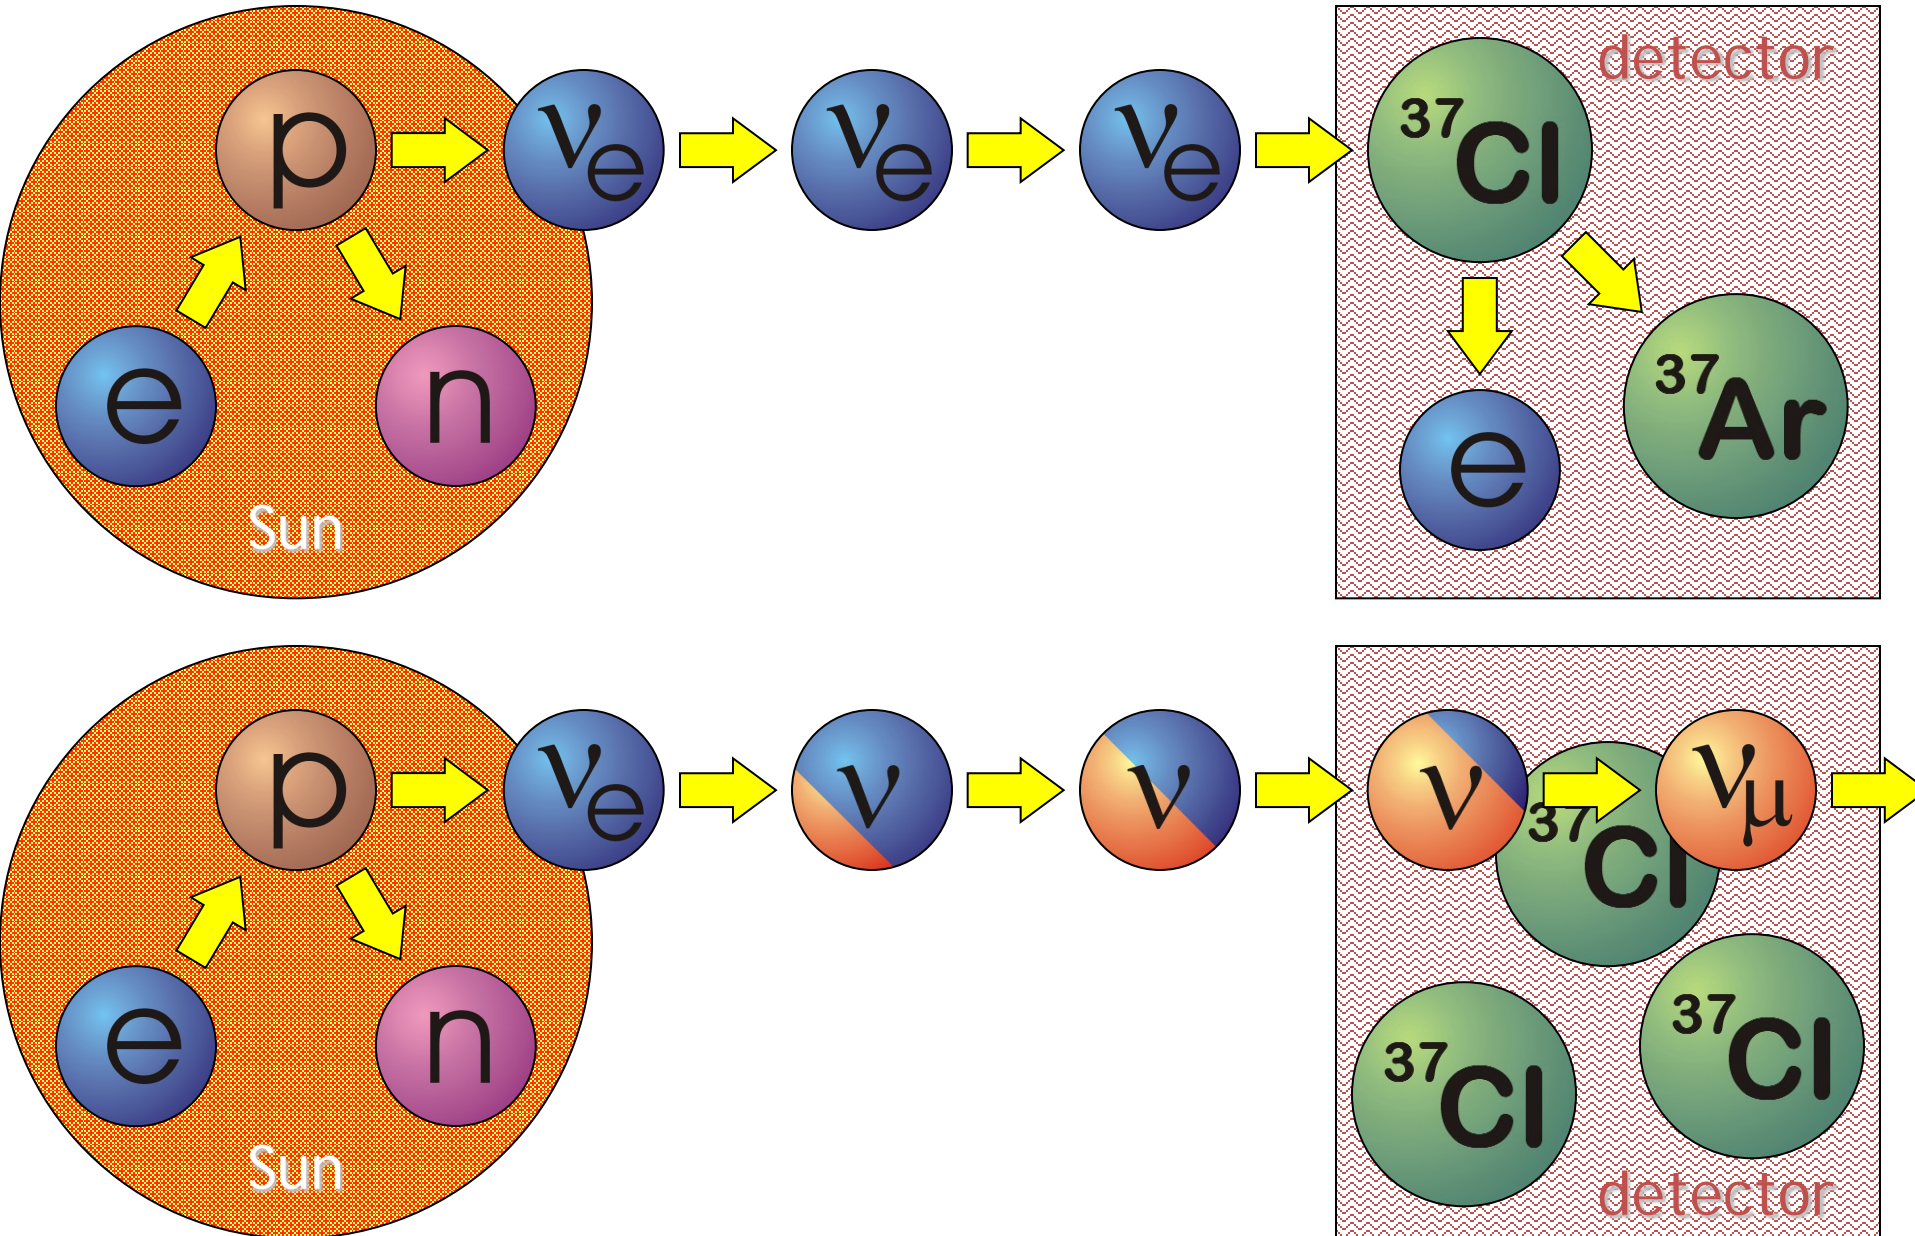 p
νe
νe
νe
detector
37Cl
e
n
37Ar
e
Sun
p
νe
ν
ν
ν
νμ
37Cl
e
n
37Cl
37Cl
Sun
detector